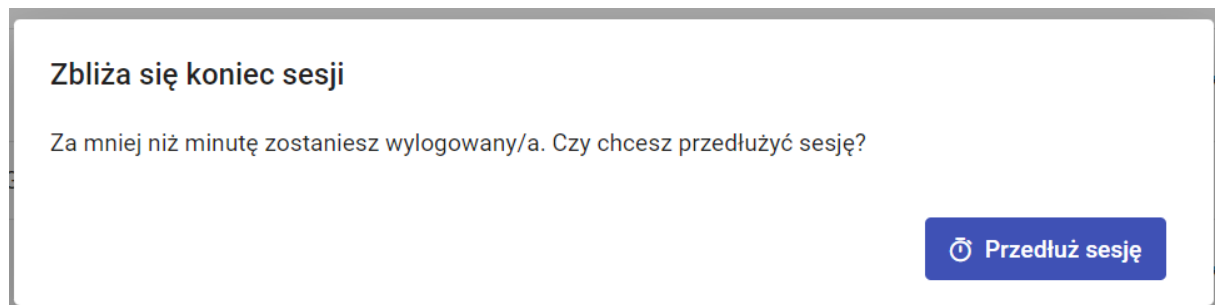 Zbliża się koniec sesji
Za mniej niż minutę zostaniesz wylogowany/a. Czy chcesz przedłużyć sesję?
Przedłuż sesję